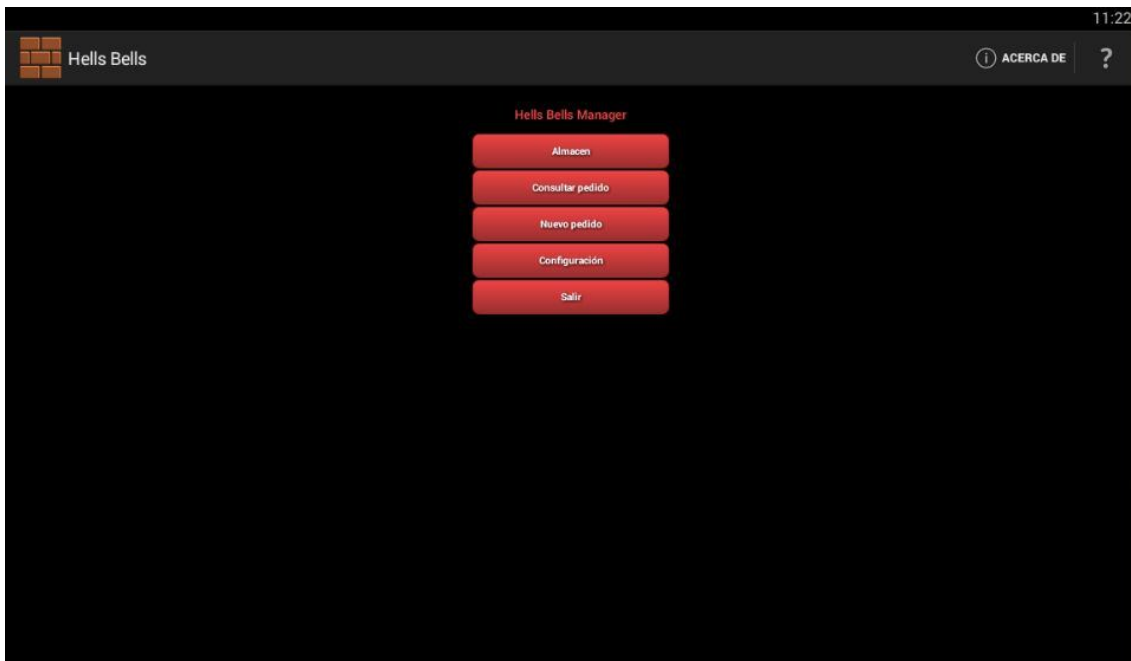 11:22
Hells Bells
ACERCA DE
?
Hells Bells Manager
Almacen
Consultar pedido
Nuevo pedido
Configuración
Salir